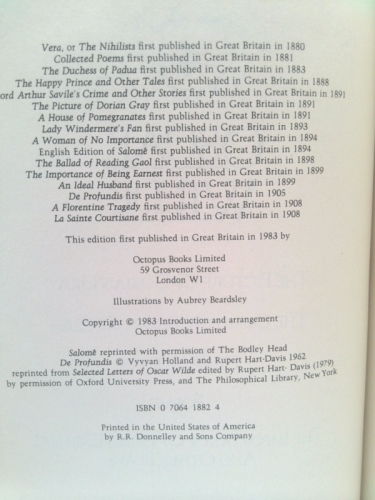 Vera, or The Nihilists first published in Great Britain in 1880
Collected Poems first published in Great Britain in 1881
The Duchess of Padua first published in Great Britain in 1883
The Happy Prince and Other Tales first published in Great Britain in 1888
ord Arthur Savile's Crime and Other Stories first published in Great Britain in 1891
The Picture of Dorian Gray first published in Great Britain in 1891
A House of Pomegranates first published in Great Britain in 1891
Lady Windermere's Fan first published in Great Britain in 1893
A Woman of No Importance first published in Great Britain in 1894
English Edition of Salomé first published in Great Britain in 1894
The Ballad of Reading Gaol first published in Great Britain in 1898
The Importance of Being Earnest first published in Great Britain in 1899
An Ideal Husband first published in Great Britain in 1899
De Profundis first published in Great Britain in 1905
A Florentine Tragedy first published in Great Britain in 1908
La Sainte Courtisane first published in Great Britain in 1908
This edition first published in Great Britain in 1983 by
Octopus Books Limited
59 Grosvenor Street
London W1
Illustrations by Aubrey Beardsley
Copyright © 1983 Introduction and arrangement
Octopus Books Limited
Salomé reprinted with permission of The Bodley Head
De Profundis © Vyvyan Holland and Rupert Hart-Davis 1962
reprinted from Selected Letters of Oscar Wilde edited by Rupert Hart- Davis (1979)
by permission of Oxford University Press, and The Philosophical Library, New York
ISBN 0 7064 1882 4
Printed in the United States of America
by R.R. Donnelley and Sons Company